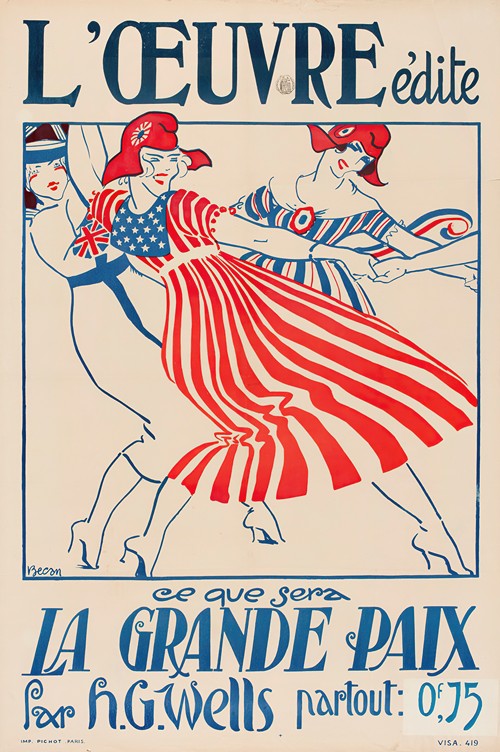 L'ŒUVRE édite
Becan
ce que sera
LA GRANDE PAIX
par h.G.Wells partout: 0f,75
IMP. PICHOT. PARIS.
VISA. 419